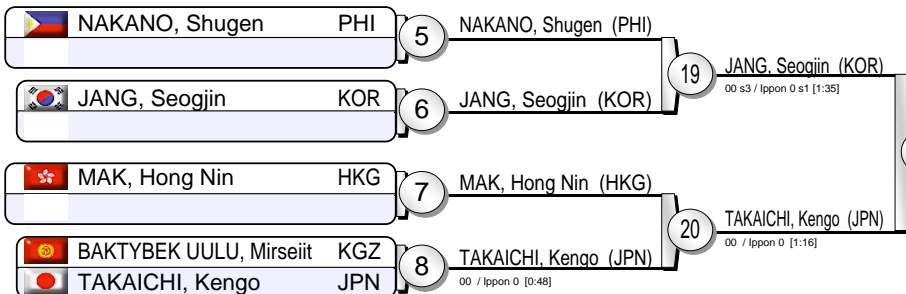 NAKANO, Shugen PHI
5
NAKANO, Shugen (PHI)
19
JANG, Seogjin (KOR)
00 s3 / Ippon 0 s1 [1:35]
JANG, Seogjin KOR
6
JANG, Seogjin (KOR)
MAK, Hong Nin HKG
7
MAK, Hong Nin (HKG)
20
TAKAICHI, Kengo (JPN)
00 / Ippon 0 [1:16]
BAKTYBEK UULU, Mirseiit KGZ
TAKAICHI, Kengo JPN
8
TAKAICHI, Kengo (JPN)
00 / Ippon 0 [0:48]